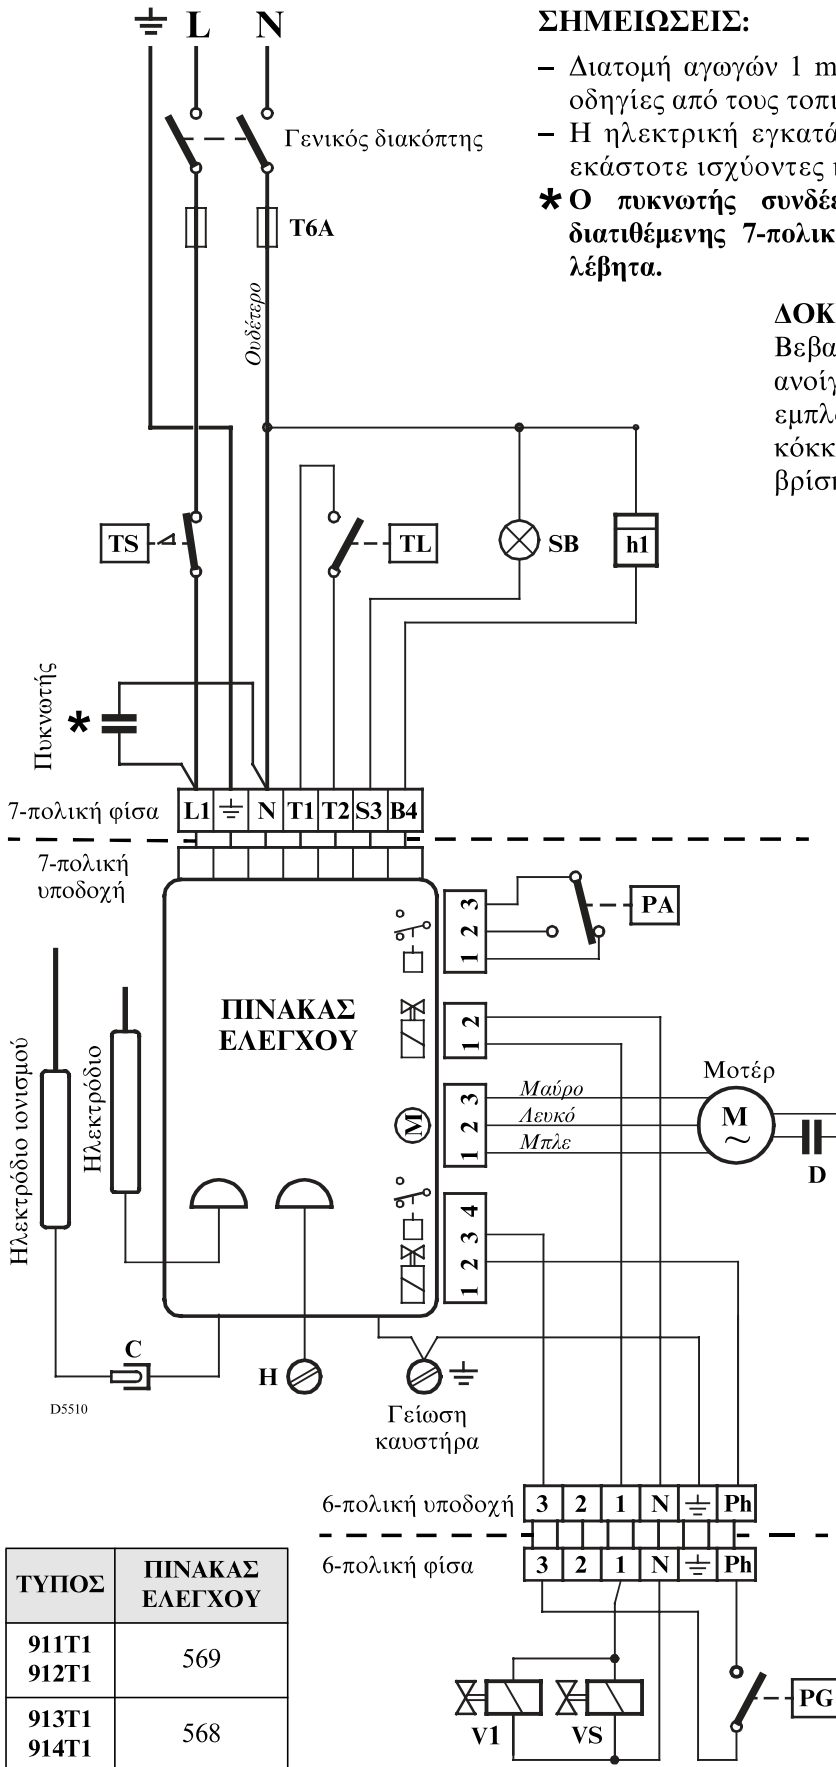 L N
ΣΗΜΕΙΩΣΕΙΣ:
– Διατομή αγωγών 1 m
οδηγίες από τους τοπι
– Η ηλεκτρική εγκατά
εκάστοτε ισχύοντες
* Ο πυκνωτής συνδέε
διατιθέμενης 7-πολικ
λέβητα.
Γενικός διακόπτης
T6A
Ουδέτερο
ΔΟΚ
Βεβα
ανοίγ
εμπλο
κόκκ
βρίσ
TS
TL
SB
h1
Πυκνωτής
*
7-πολική φίσα
L1 N T1 T2 S3 B4
7-πολική
υποδοχή
3 2 1
PA
ΠΙΝΑΚΑΣ
ΕΛΕΓΧΟΥ
2 1
Ηλεκτρόδιο ιονισμού
Ηλεκτρόδιο
M
3 2 1
Μαύρο
Λευκό
Μπλε
Μοτέρ
M
~
D
4 3 2 1
C
H
D5510
Γείωση
καυστήρα
6-πολική υποδοχή
3 2 1 N Ph
6-πολική φίσα
3 2 1 N Ph
ΤΥΠΟΣ ΠΙΝΑΚΑΣ
ΕΛΕΓΧΟΥ
911T1
912T1
569
913T1
914T1
568
V1
VS
PG